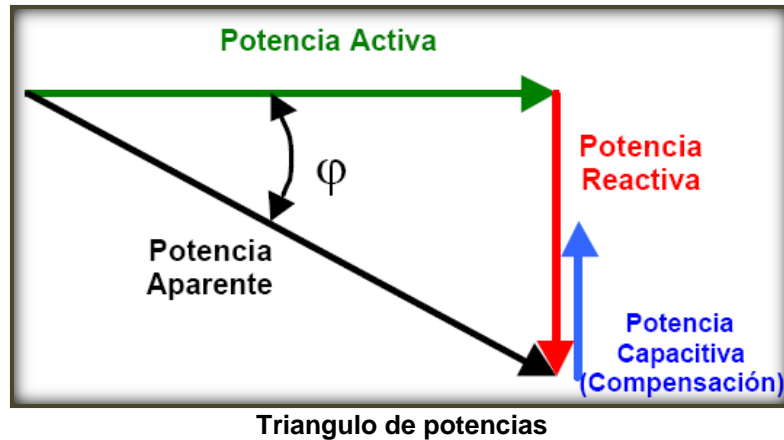 Potencia Activa
Potencia
Reactiva
φ
Potencia
Aparente
Potencia
Capacitiva
(Compensación)
Triangulo de potencias